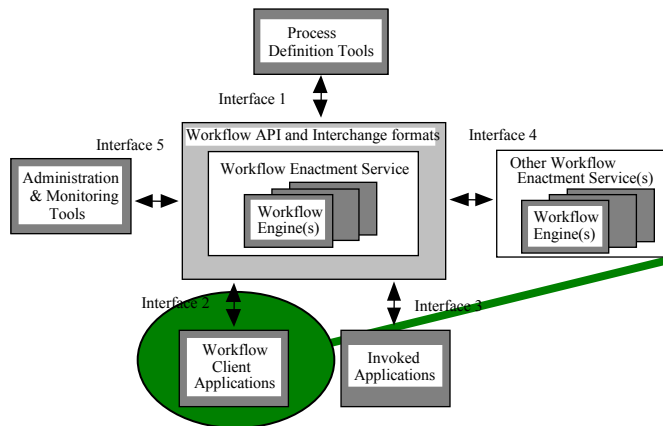 Process
Definition Tools
Interface 1
Workflow API and Interchange formats
Interface 5
Interface 4
Workflow Enactment Service
Workflow
Engine(s)
Administration
& Monitoring
Tools
Other Workflow
Enactment Service(s)
Workflow
Engine(s)
Interface 2
Interface 3
Workflow
Client
Applications
Invoked
Applications